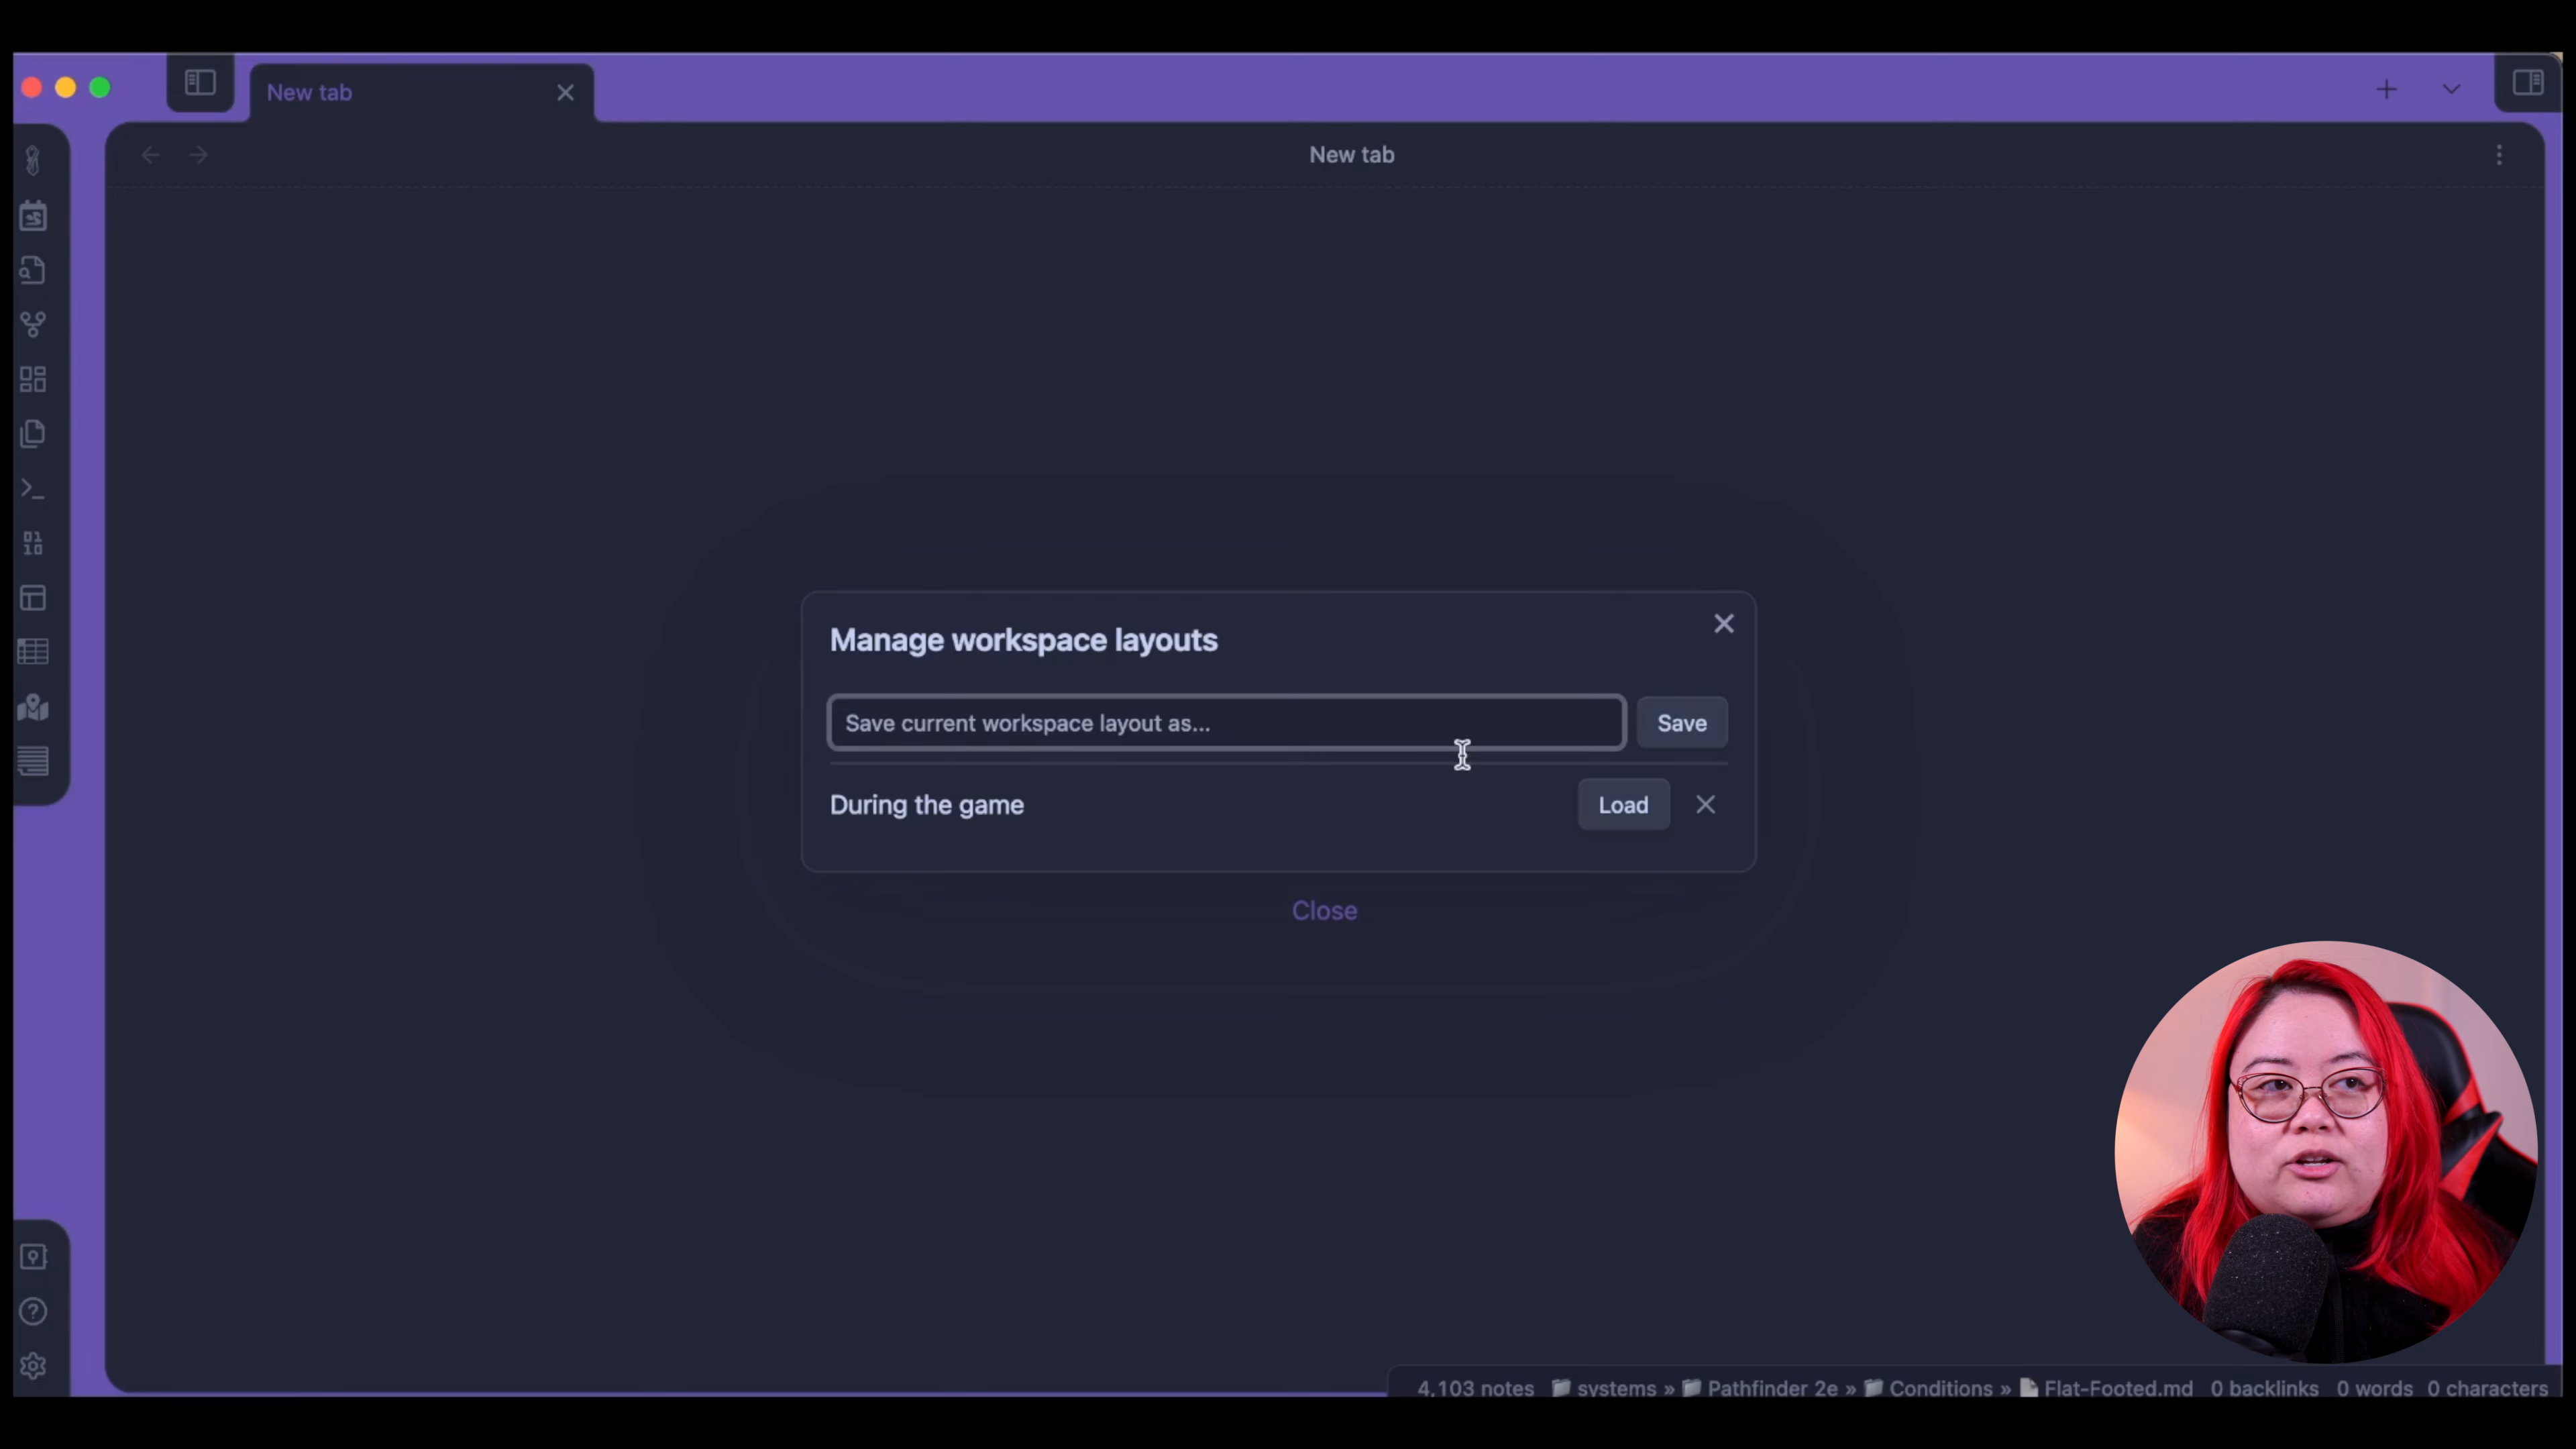 New tab
New tab
Manage workspace layouts
Save current workspace layout as...
Save
During the game
Load
Close
4,103 notes systems » Pathfinder 2e » Conditions » Flat-Footed.md 0 backlinks 0 words 0 characters